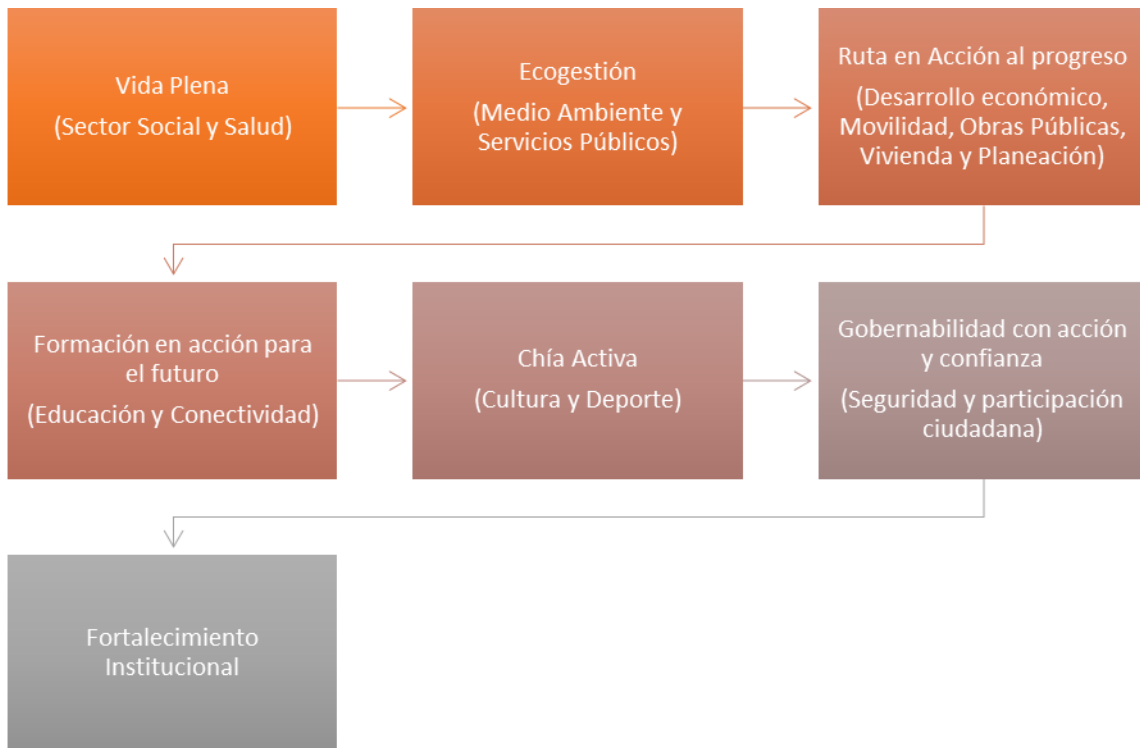 Vida Plena
(Sector Social y Salud)
Ecogestión
(Medio Ambiente y
Servicios Públicos)
Ruta en Acción al progreso
(Desarrollo económico,
Movilidad, Obras Públicas,
Vivienda y Planeación)
Formación en acción para
el futuro
(Educación y Conectividad)
Chía Activa
(Cultura y Deporte)
Gobernabilidad con acción
y confianza
(Seguridad y participación
ciudadana)
Fortalecimiento
Institucional